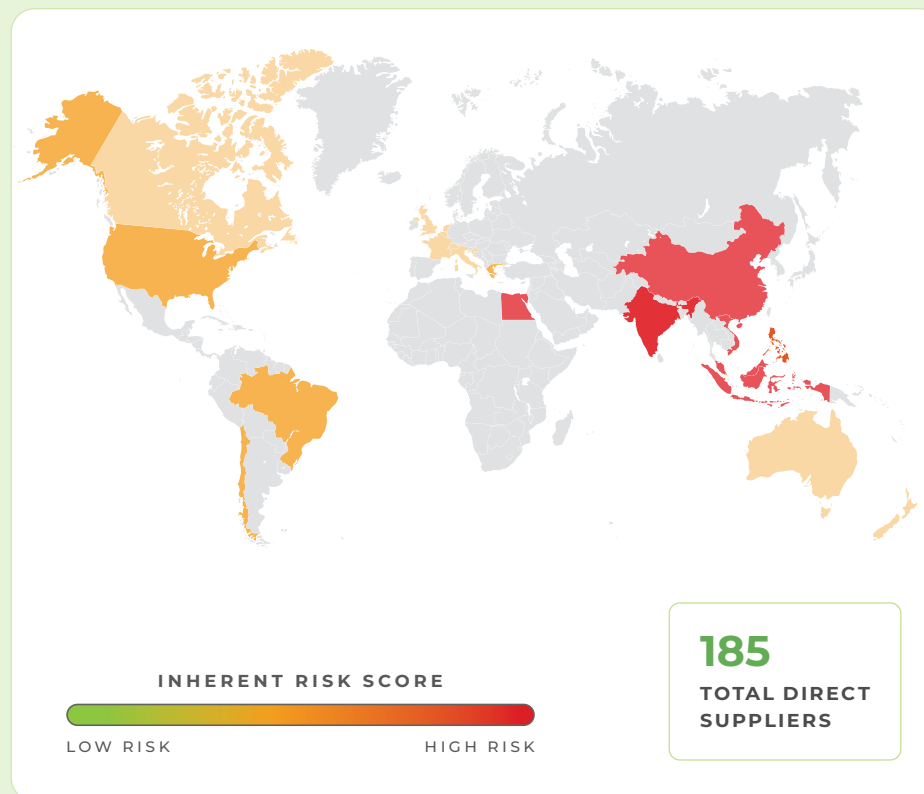 INHERENT RISK SCORE
LOW RISK
HIGH RISK
185
TOTAL DIRECT
SUPPLIERS